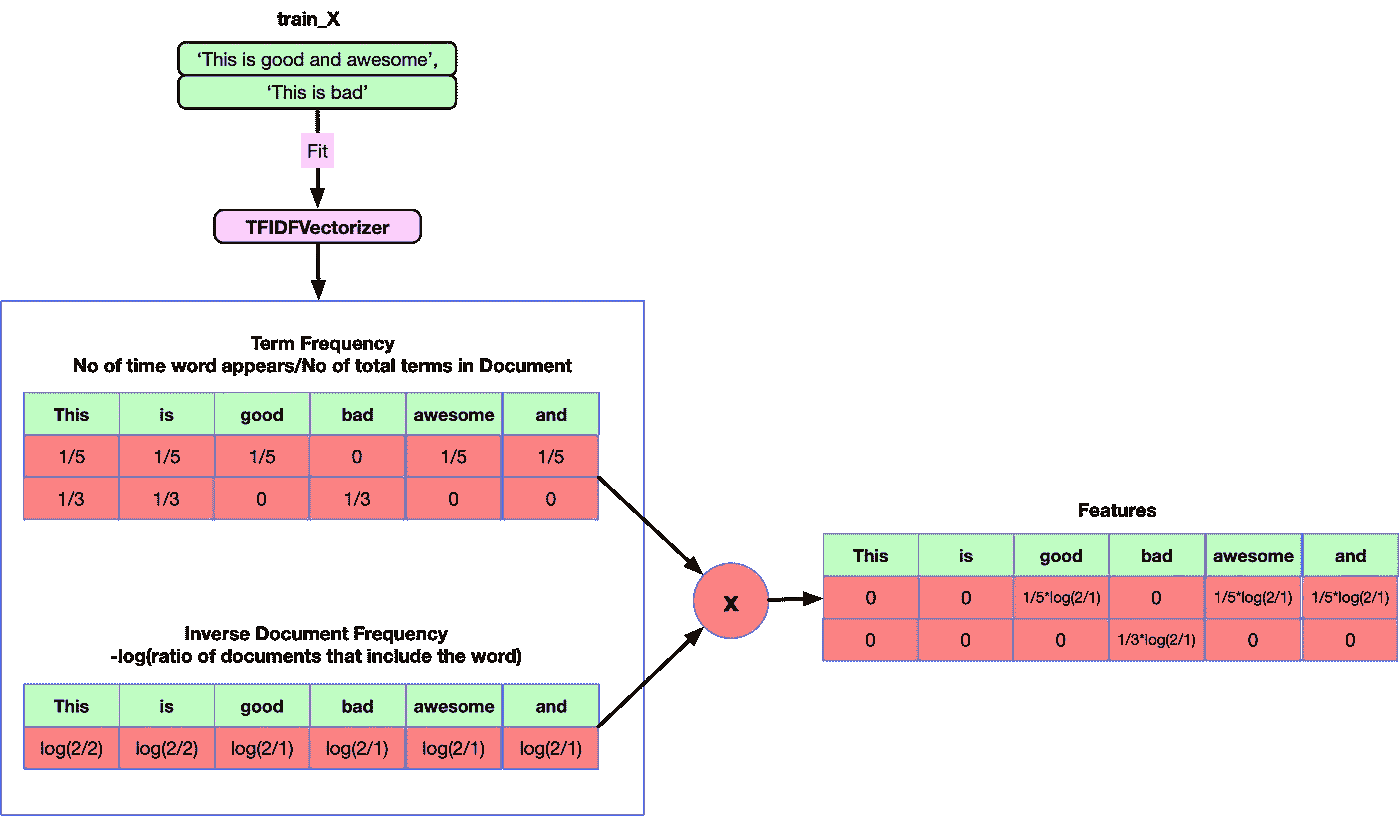 train_X
‘This is good and awesome’,
‘This is bad’
Fit
TFIDFVectorizer
Term Frequency
No of time word appears/No of total terms in Document
This is good bad awesome and
1/5 1/5 1/5 0 1/5 1/5
1/3 1/3 0 1/3 0 0
Inverse Document Frequency
-log(ratio of documents that include the word)
This is good bad awesome and
log(2/2) log(2/2) log(2/1) log(2/1) log(2/1) log(2/1)
X
Features
This is good bad awesome and
0 0 1/5*log(2/1) 0 1/5*log(2/1) 1/5*log(2/1)
0 0 0 1/3*log(2/1) 0 0